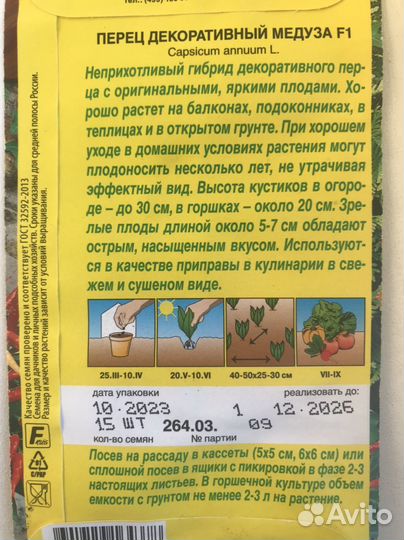 ПЕРЕЦ ДЕКОРАТИВНЫЙ МЕДУЗА F1
Capsicum annuum L.
Неприхотливый гибрид декоративного пер-
ца с оригинальными, яркими плодами. Хо-
рошо растет на балконах, подоконниках, в
теплицах и в открытом грунте. При хорошем
уходе в домашних условиях растения могут
плодоносить несколько лет, не утрачивая
эффектный вид. Высота кустиков в огоро-
де – до 30 см, в горшках – около 20 см. Зре-
лые плоды длиной около 5-7 см обладают
острым, насыщенным вкусом. Используют-
ся в качестве приправы в кулинарии в све-
жем и сушеном виде.
Качество семян проверено и соответствует ГОСТ 32592-2013
Семена для дачников и личных подсобных хозяйств. Сроки указаны для средней полосы России.
Размер и качество растений зависит от условий выращивания.
25.III-10.IV
20.V-10.VI
40-50x25-30 см
VII-IX
дата упаковки
реализовать до:
10.2023 1 12.2026
15 ШТ 264.03. 09
кол-во семян № партии
Посев на рассаду в кассеты (5x5 см, 6x6 см) или
сплошной посев в ящики с пикировкой в фазе 2-3
настоящих листьев. В горшечной культуре объем
емкости с грунтом не менее 2-3 л на растение.
C/PAP
Avito